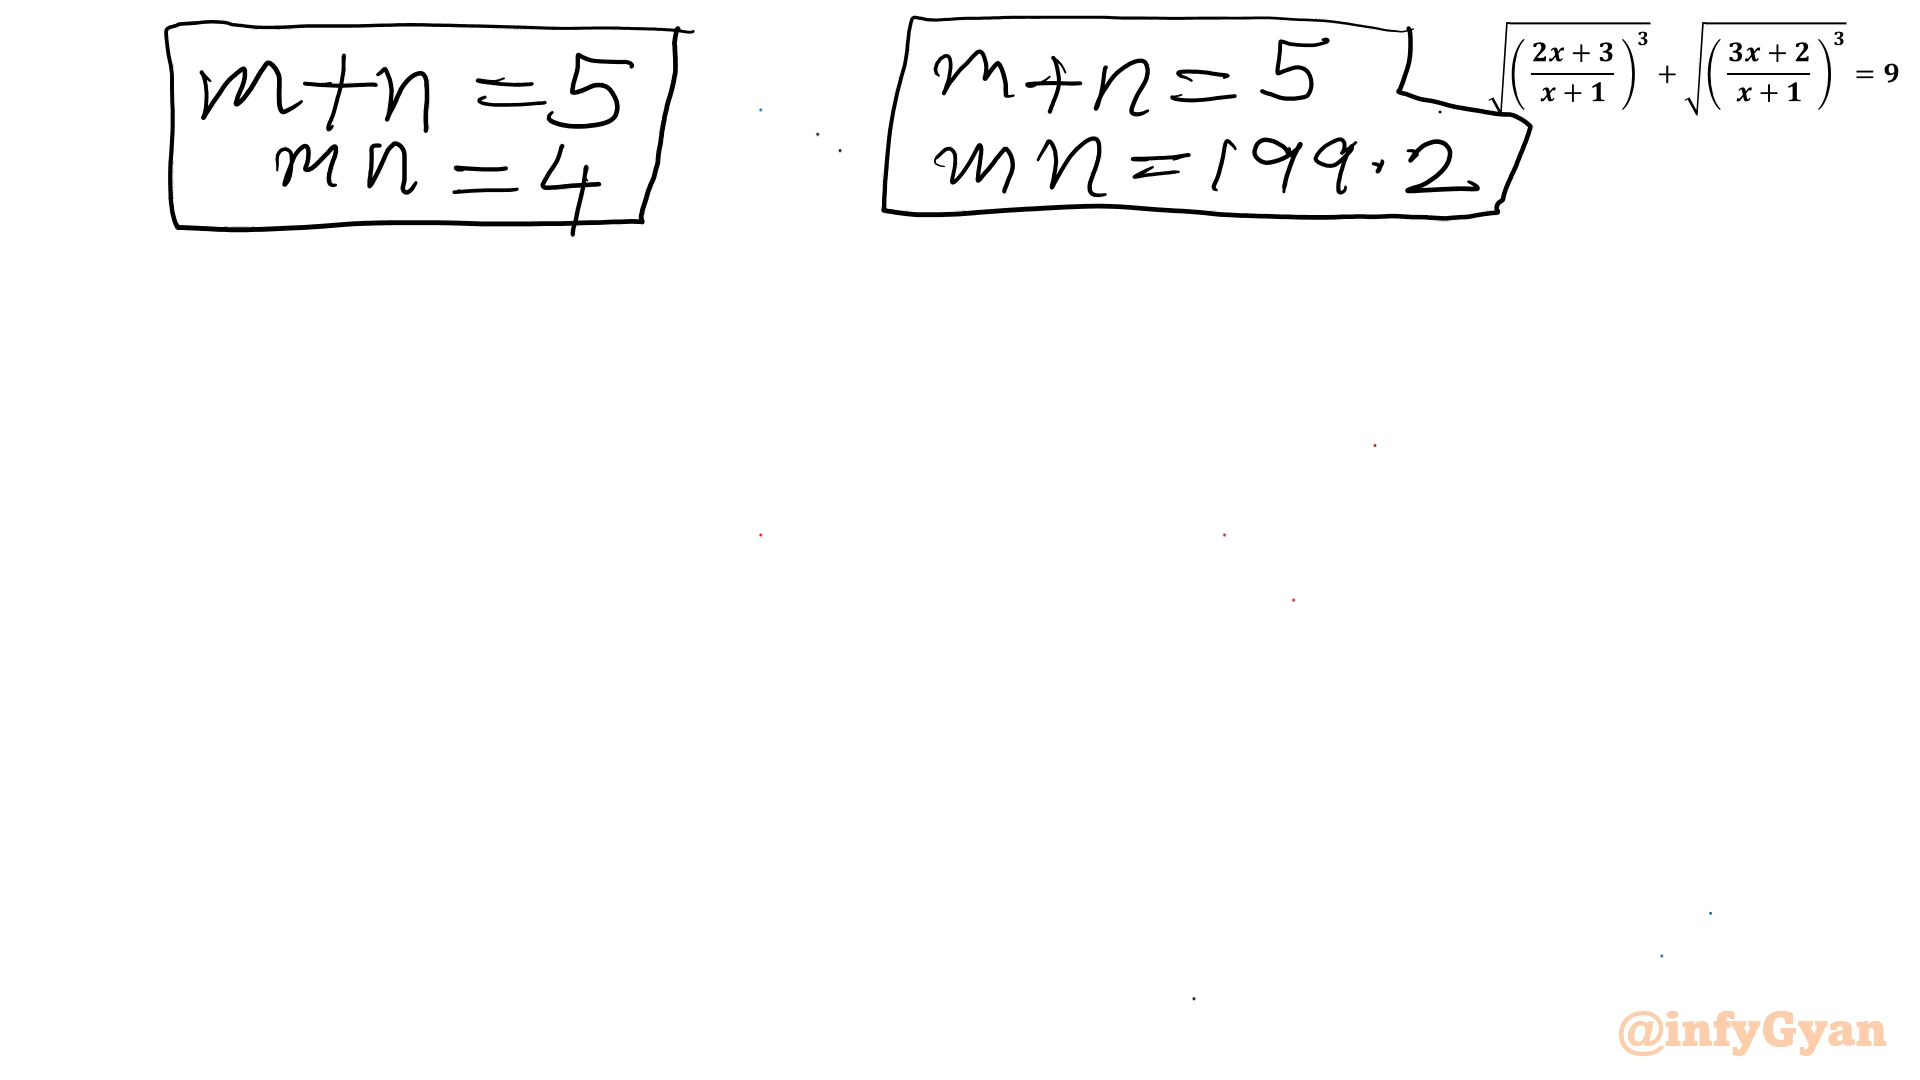 m+n=5
mn=4
m+n=5
mn=199.2
√((2x+3)/(x+1))³ + √((3x+2)/(x+1))³ = 9
@infyGyan